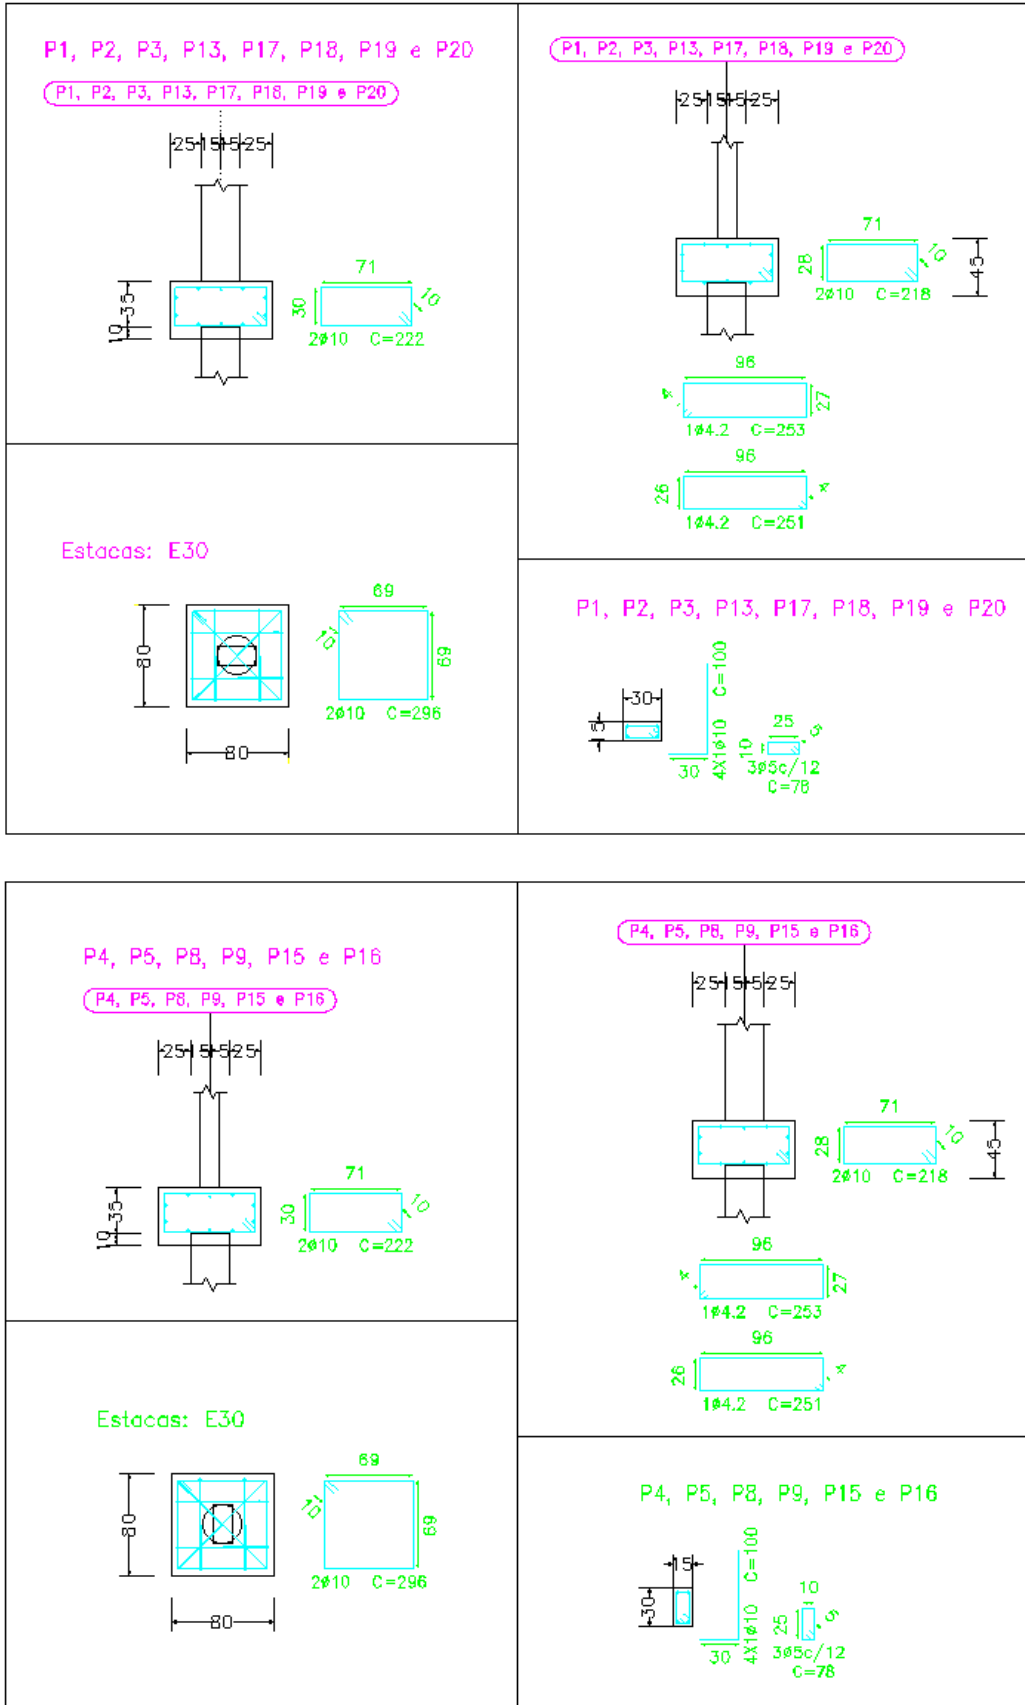 P1, P2, P3, P13, P17, P18, P19 e P20
P1, P2, P3, P13, P17, P18, P19 e P20
25 15 15 25
35
10
71
30
10
2ø10 C=222
P1, P2, P3, P13, P17, P18, P19 e P20
25 15 15 25
71
28
10
45
2ø10 C=218
96
4
27
1ø4.2 C=253
96
26
4
1ø4.2 C=251
Estacas: E30
80
80
69
10
69
2ø10 C=296
P1, P2, P3, P13, P17, P18, P19 e P20
30
15
30
4X1ø10 C=100
25
10
5
3ø5c/12
C=78
P4, P5, P8, P9, P15 e P16
P4, P5, P8, P9, P15 e P16
25 15 15 25
35
10
71
30
10
2ø10 C=222
P4, P5, P8, P9, P15 e P16
25 15 15 25
71
28
10
45
2ø10 C=218
96
4
27
1ø4.2 C=253
96
26
4
1ø4.2 C=251
Estacas: E30
80
80
69
10
69
2ø10 C=296
P4, P5, P8, P9, P15 e P16
15
30
30
4X1ø10 C=100
10
25
5
3ø5c/12
C=78